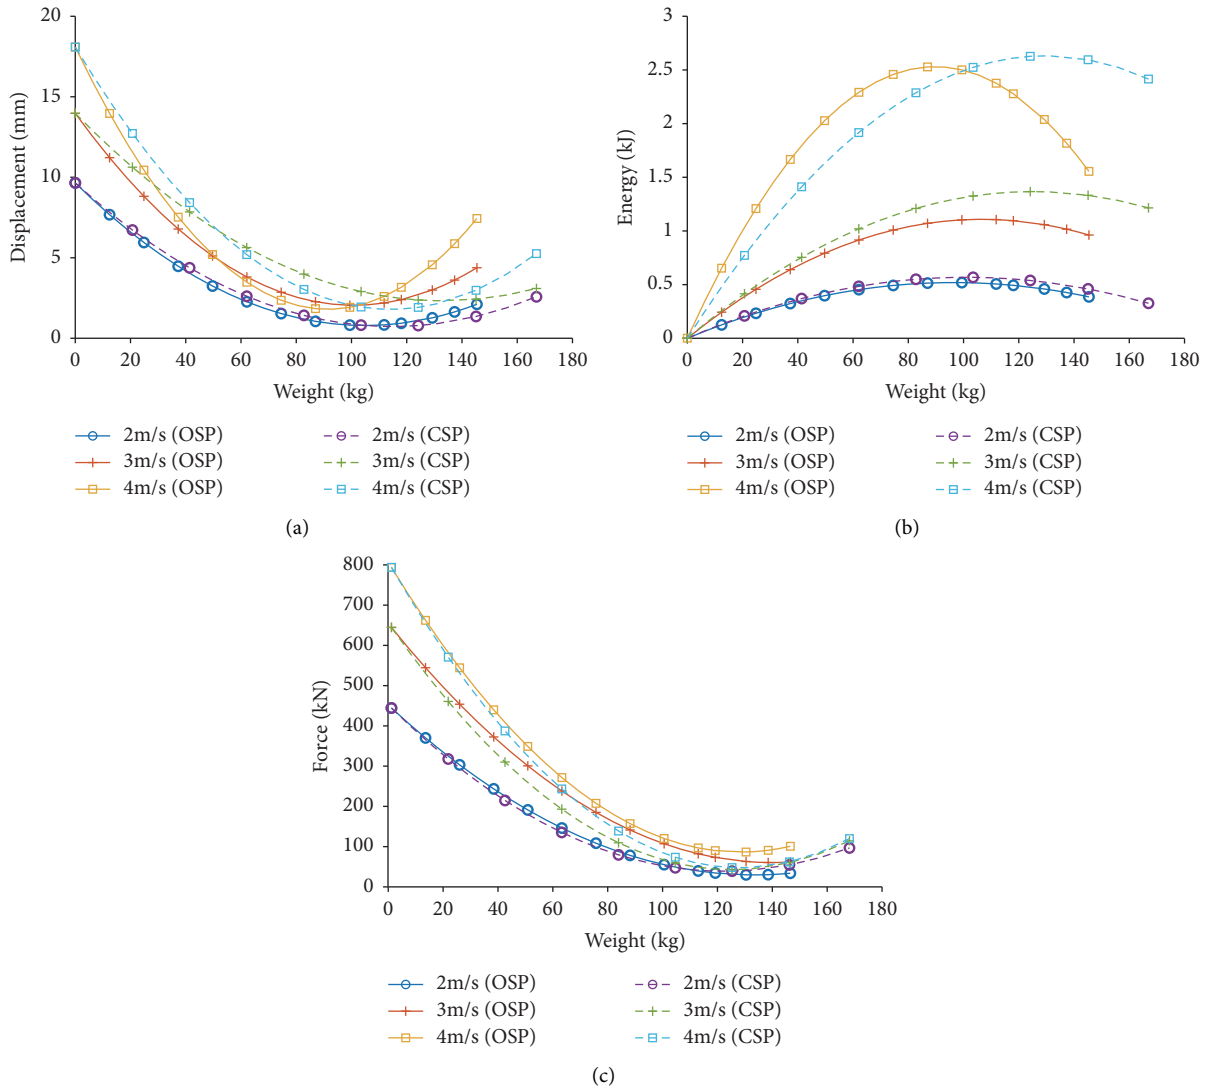 Displacement (mm)
20
15
10
5
0
0 20 40 60 80 100 120 140 160 180
Weight (kg)
2m/s (OSP) 2m/s (CSP)
3m/s (OSP) 3m/s (CSP)
4m/s (OSP) 4m/s (CSP)
(a)
Energy (kJ)
3
2.5
2
1.5
1
0.5
0
0 20 40 60 80 100 120 140 160 180
Weight (kg)
2m/s (OSP) 2m/s (CSP)
3m/s (OSP) 3m/s (CSP)
4m/s (OSP) 4m/s (CSP)
(b)
Force (kN)
800
700
600
500
400
300
200
100
0
0 20 40 60 80 100 120 140 160 180
Weight (kg)
2m/s (OSP) 2m/s (CSP)
3m/s (OSP) 3m/s (CSP)
4m/s (OSP) 4m/s (CSP)
(c)